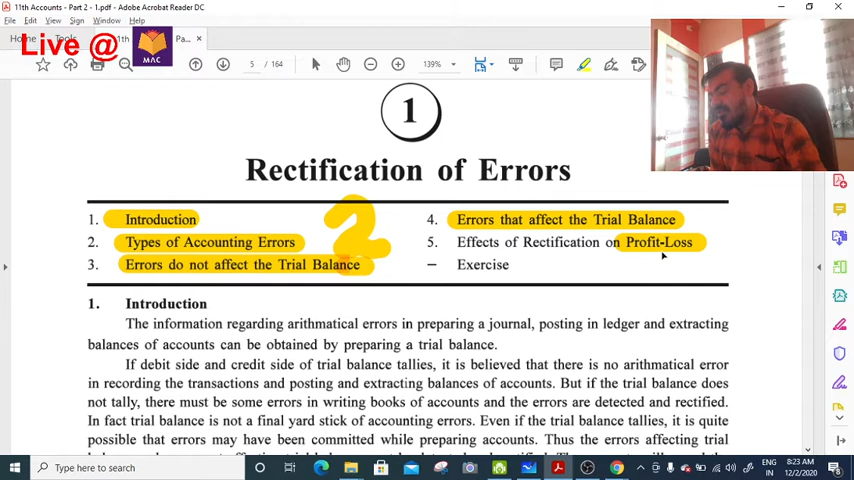 11th Accounts - Part 2 - 1.pdf - Adobe Acrobat Reader DC
File Edit View Sign Window Help
Home Tools 11th Pa... ×
Live @ MAC
5 / 164 139%
1
Rectification of Errors
1. Introduction
2. Types of Accounting Errors
3. Errors do not affect the Trial Balance
2
4. Errors that affect the Trial Balance
5. Effects of Rectification on Profit-Loss
– Exercise
1. Introduction
The information regarding arithmatical errors in preparing a journal, posting in ledger and extracting
balances of accounts can be obtained by preparing a trial balance.
If debit side and credit side of trial balance tallies, it is believed that there is no arithmatical error
in recording the transactions and posting and extracting balances of accounts. But if the trial balance does
not tally, there must be some errors in writing books of accounts and the errors are detected and rectified.
In fact trial balance is not a final yard stick of accounting errors. Even if the trial balance tallies, it is quite
possible that errors may have been committed while preparing accounts. Thus the errors affecting trial
Type here to search
ENG
IN
8:23 AM
12/2/2020